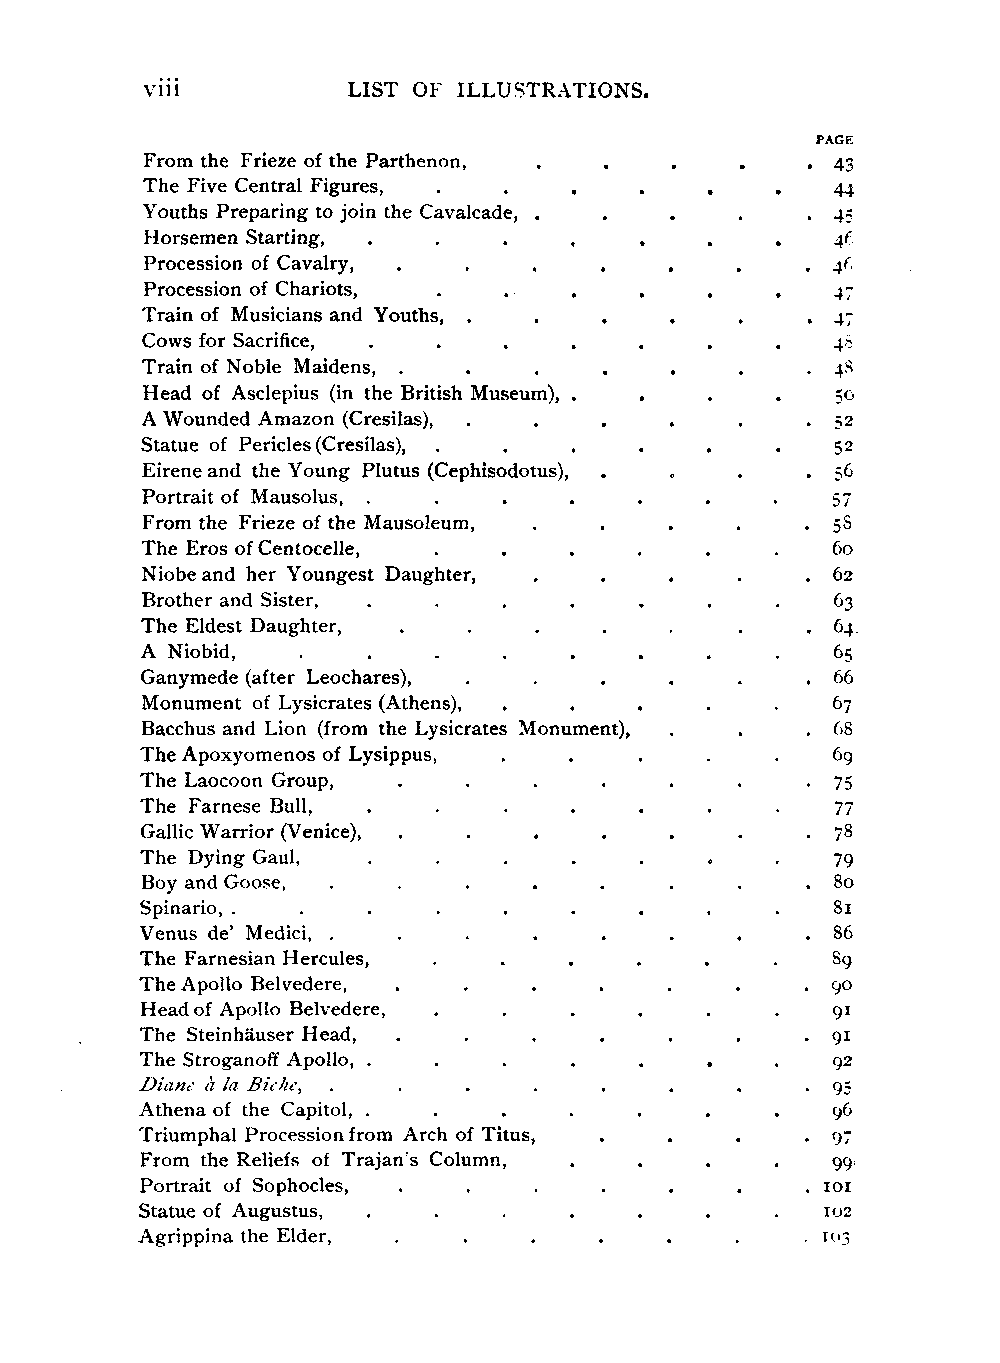 viii LIST OF ILLUSTRATIONS.
PAGE
From the Frieze of the Parthenon, . . . . . 43
The Five Central Figures, . . . . . . 44
Youths Preparing to join the Cavalcade, . . . . . 45
Horsemen Starting, . . . . . . . 46
Procession of Cavalry, . . . . . . . 46
Procession of Chariots, . . . . . . 47
Train of Musicians and Youths, . . . . . . 47
Cows for Sacrifice, . . . . . . . 48
Train of Noble Maidens, . . . . . . . 48
Head of Asclepius (in the British Museum), . . . . 50
A Wounded Amazon (Cresilas), . . . . . . 52
Statue of Pericles (Cresilas), . . . . . . 52
Eirene and the Young Plutus (Cephisodotus), . . . . 56
Portrait of Mausolus, . . . . . . . 57
From the Frieze of the Mausoleum, . . . . . 58
The Eros of Centocelle, . . . . . . 60
Niobe and her Youngest Daughter, . . . . . 62
Brother and Sister, . . . . . . . 63
The Eldest Daughter, . . . . . . . 64
A Niobid, . . . . . . . . 65
Ganymede (after Leochares), . . . . . . 66
Monument of Lysicrates (Athens), . . . . . 67
Bacchus and Lion (from the Lysicrates Monument), . . . 68
The Apoxyomenos of Lysippus, . . . . . 69
The Laocoon Group, . . . . . . . 75
The Farnese Bull, . . . . . . . 77
Gallic Warrior (Venice), . . . . . . . 78
The Dying Gaul, . . . . . . . 79
Boy and Goose, . . . . . . . . 80
Spinario, . . . . . . . . . 81
Venus de' Medici, . . . . . . . . 86
The Farnesian Hercules, . . . . . . 89
The Apollo Belvedere, . . . . . . . 90
Head of Apollo Belvedere, . . . . . . 91
The Steinhäuser Head, . . . . . . . 91
The Stroganoff Apollo, . . . . . . . 92
Diane à la Biche, . . . . . . . . 95
Athena of the Capitol, . . . . . . . 96
Triumphal Procession from Arch of Titus, . . . . 97
From the Reliefs of Trajan's Column, . . . . 99
Portrait of Sophocles, . . . . . . . 101
Statue of Augustus, . . . . . . . 102
Agrippina the Elder, . . . . . . . 103